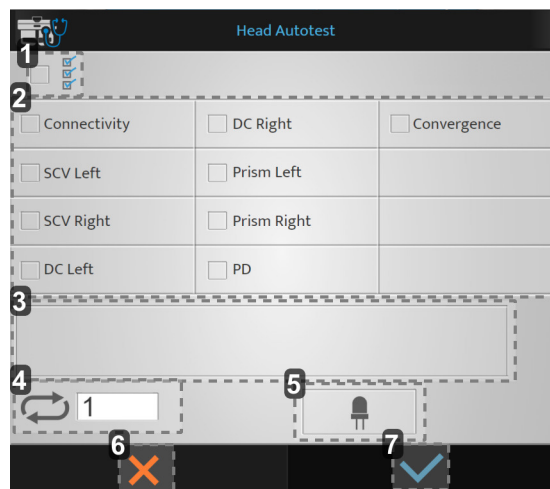 Head Autotest
1
2
Connectivity DC Right Convergence
SCV Left Prism Left
SCV Right Prism Right
DC Left PD
3
4
5
1
6
7